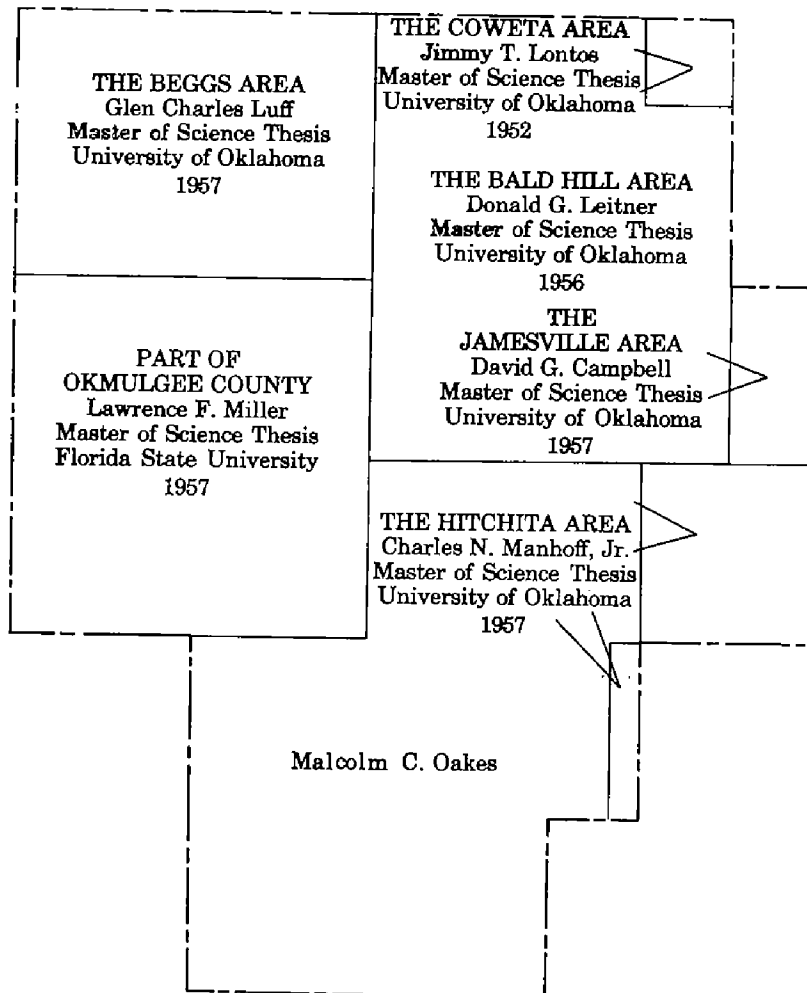 THE BEGGS AREA
Glen Charles Luff
Master of Science Thesis
University of Oklahoma
1957
THE COWETA AREA
Jimmy T. Lontos
Master of Science Thesis
University of Oklahoma
1952
THE BALD HILL AREA
Donald G. Leitner
Master of Science Thesis
University of Oklahoma
1956
THE
JAMESVILLE AREA
David G. Campbell
Master of Science Thesis
University of Oklahoma
1957
PART OF
OKMULGEE COUNTY
Lawrence F. Miller
Master of Science Thesis
Florida State University
1957
THE HITCHITA AREA
Charles N. Manhoff, Jr.
Master of Science Thesis
University of Oklahoma
1957
Malcolm C. Oakes